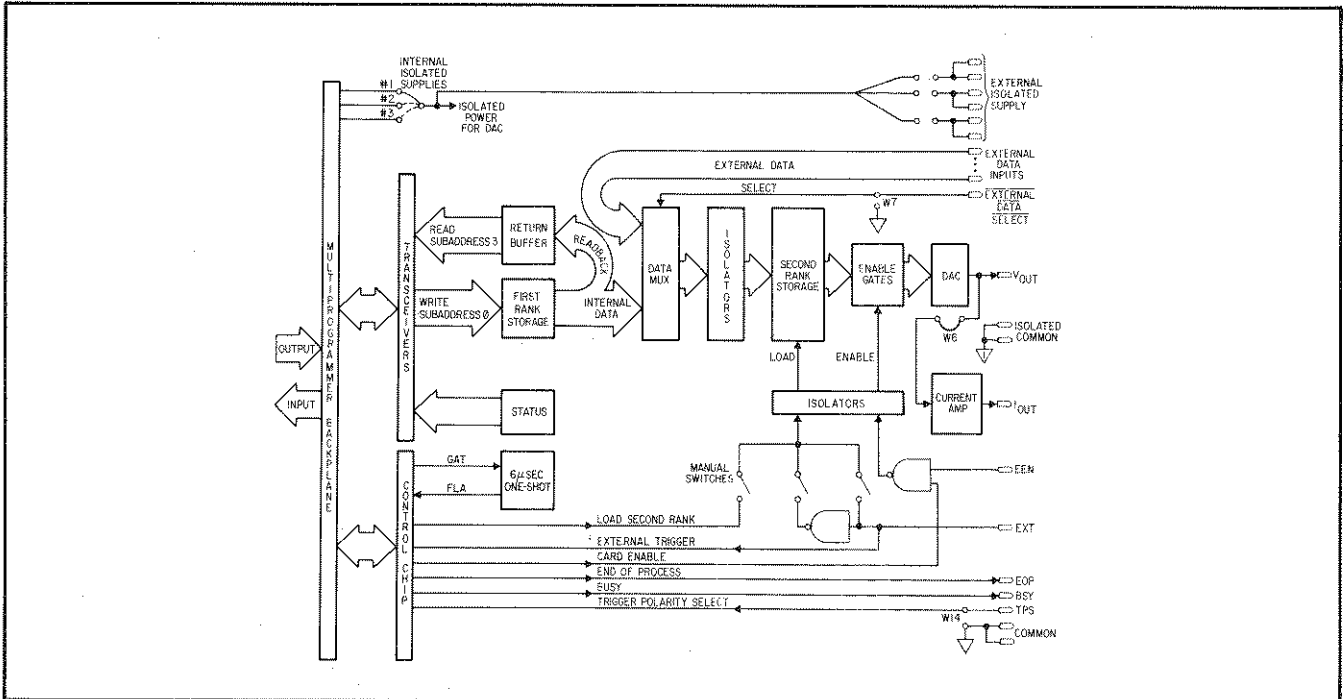 INTERNAL
ISOLATED
SUPPLIES
#1
#2
#3
ISOLATED
POWER
FOR DAC
EXTERNAL
ISOLATED
SUPPLY
EXTERNAL DATA
EXTERNAL
DATA
INPUTS
SELECT
W7
EXTERNAL
DATA
SELECT
MULTIPROGRAMMER BACKPLANE
TRANSCEIVERS
READ
SUBADDRESS 3
RETURN
BUFFER
READBACK
DATA
MUX
ISOLATORS
SECOND
RANK
STORAGE
ENABLE
GATES
DAC
VOUT
WRITE
SUBADDRESS Ø
FIRST
RANK
STORAGE
INTERNAL
DATA
W6
ISOLATED
COMMON
OUTPUT
INPUT
LOAD
ENABLE
ISOLATORS
CURRENT
AMP
IOUT
STATUS
MANUAL
SWITCHES
EEN
CONTROL CHIP
GAT
FLA
6μSEC
ONE-SHOT
LOAD SECOND RANK
EXT
EXTERNAL TRIGGER
CARD ENABLE
END OF PROCESS
EOP
BUSY
BSY
TRIGGER POLARITY SELECT
TPS
W14
COMMON